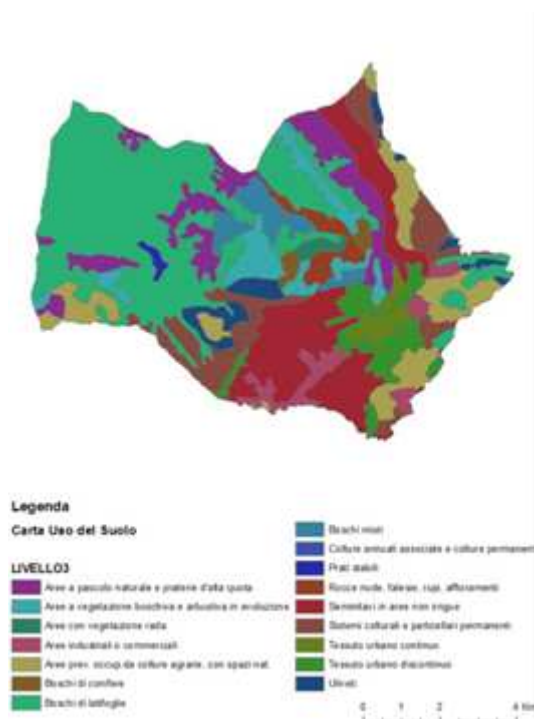 Legenda
Carta Uso del Suolo
LIVELLO3
Aree a pascolo naturale e praterie d'alta quota
Aree a vegetazione boschiva e arbustiva in evoluzione
Aree con vegetazione rada
Aree industriali o commerciali
Aree prev. occup. da colture agrarie, con spazi nat.
Boschi di conifere
Boschi di latifoglie
Boschi misti
Colture annuali associate e colture permanenti
Prati stabili
Rocce nude, falesie, rupi, affioramenti
Seminativi in aree non irrigue
Sistemi colturali e particellari permanenti
Tessuto urbano continuo
Tessuto urbano discontinuo
Uliveti
0 1 2 4